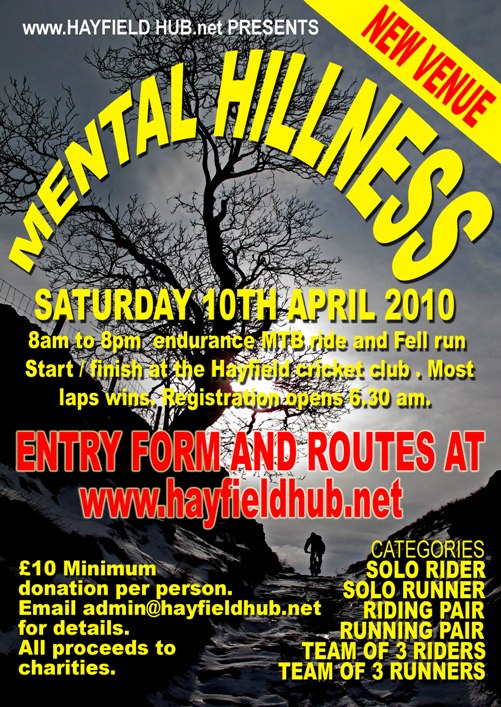 www.HAYFIELD HUB.net PRESENTS
NEW VENUE
MENTAL HILLNESS
SATURDAY 10TH APRIL 2010
8am to 8pm endurance MTB ride and Fell run
Start / finish at the Hayfield cricket club . Most
laps wins. Registration opens 6.30 am.
ENTRY FORM AND ROUTES AT
www.hayfieldhub.net
£10 Minimum
donation per person.
Email admin@hayfieldhub.net
for details.
All proceeds to
charities.
CATEGORIES
SOLO RIDER
SOLO RUNNER
RIDING PAIR
RUNNING PAIR
TEAM OF 3 RIDERS
TEAM OF 3 RUNNERS